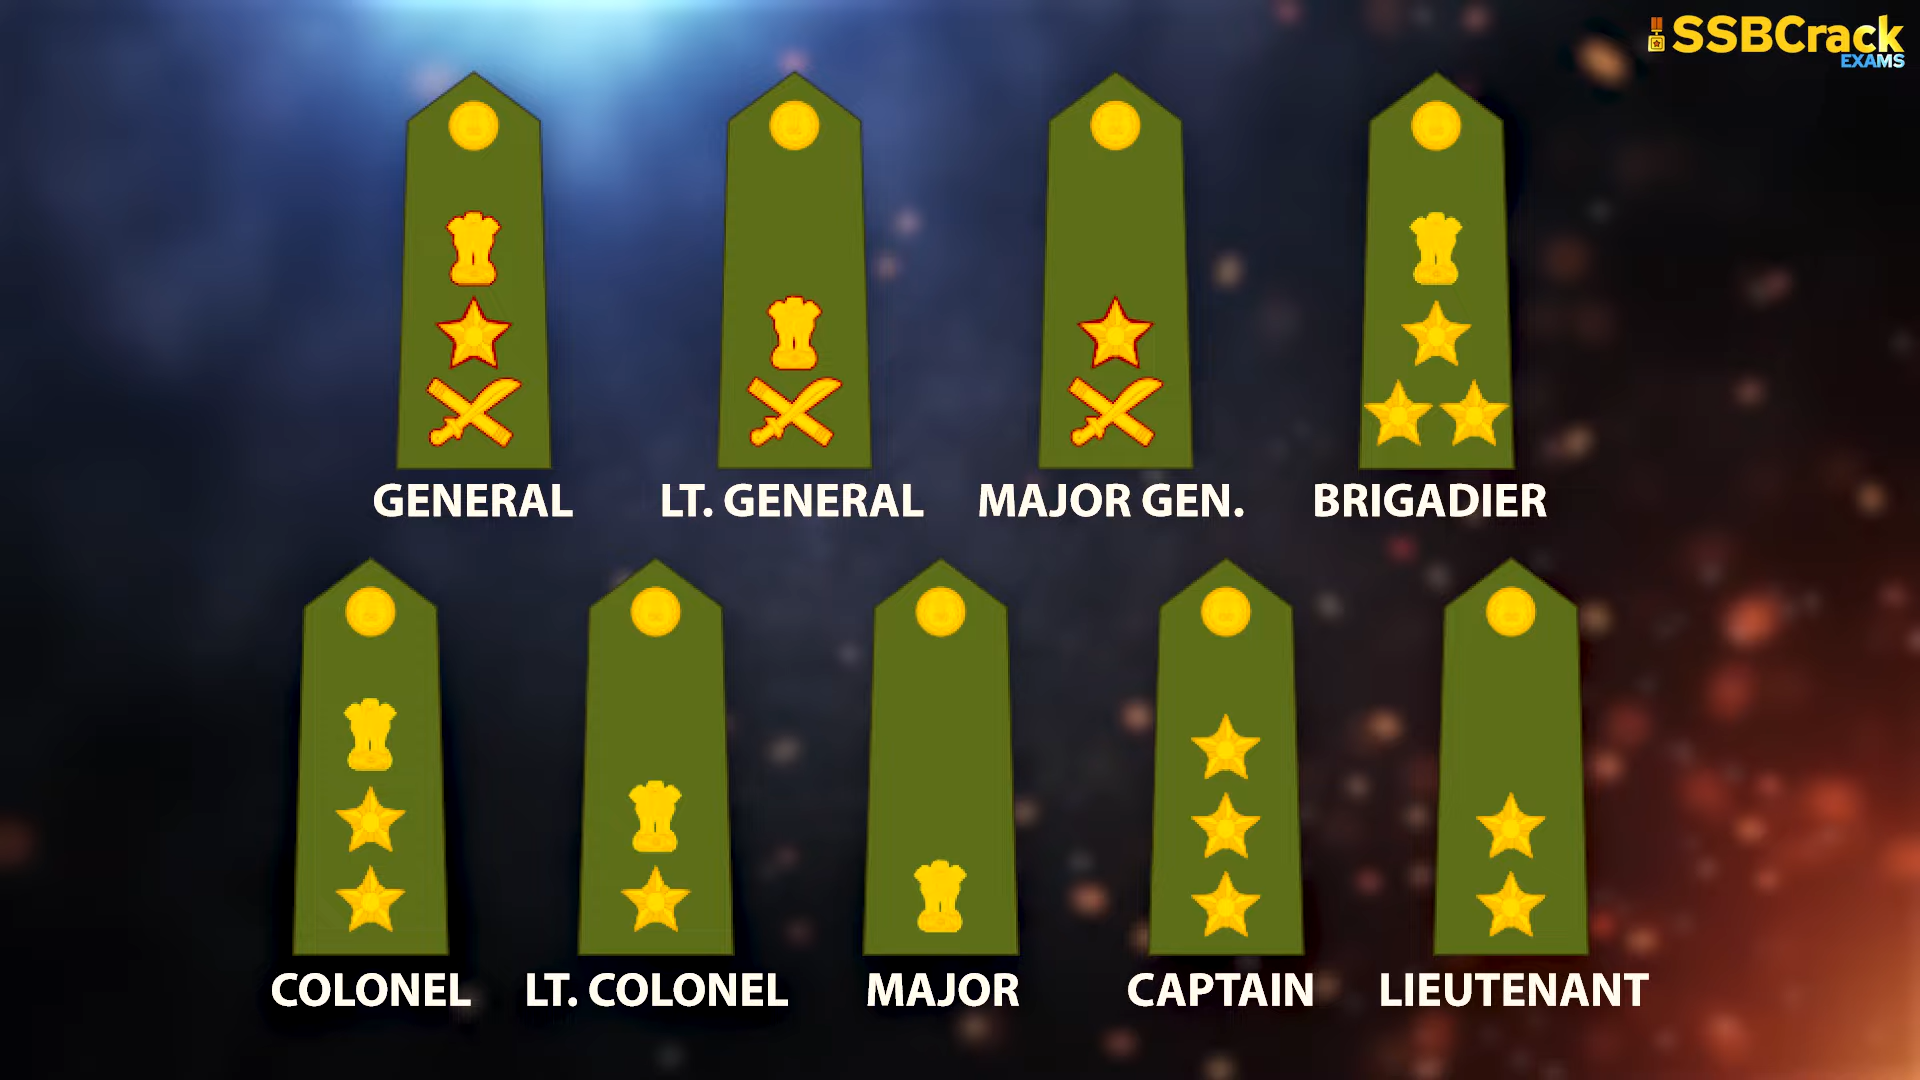 SSBCrack
EXAMS
GENERAL
LT. GENERAL
MAJOR GEN.
BRIGADIER
COLONEL
LT. COLONEL
MAJOR
CAPTAIN
LIEUTENANT